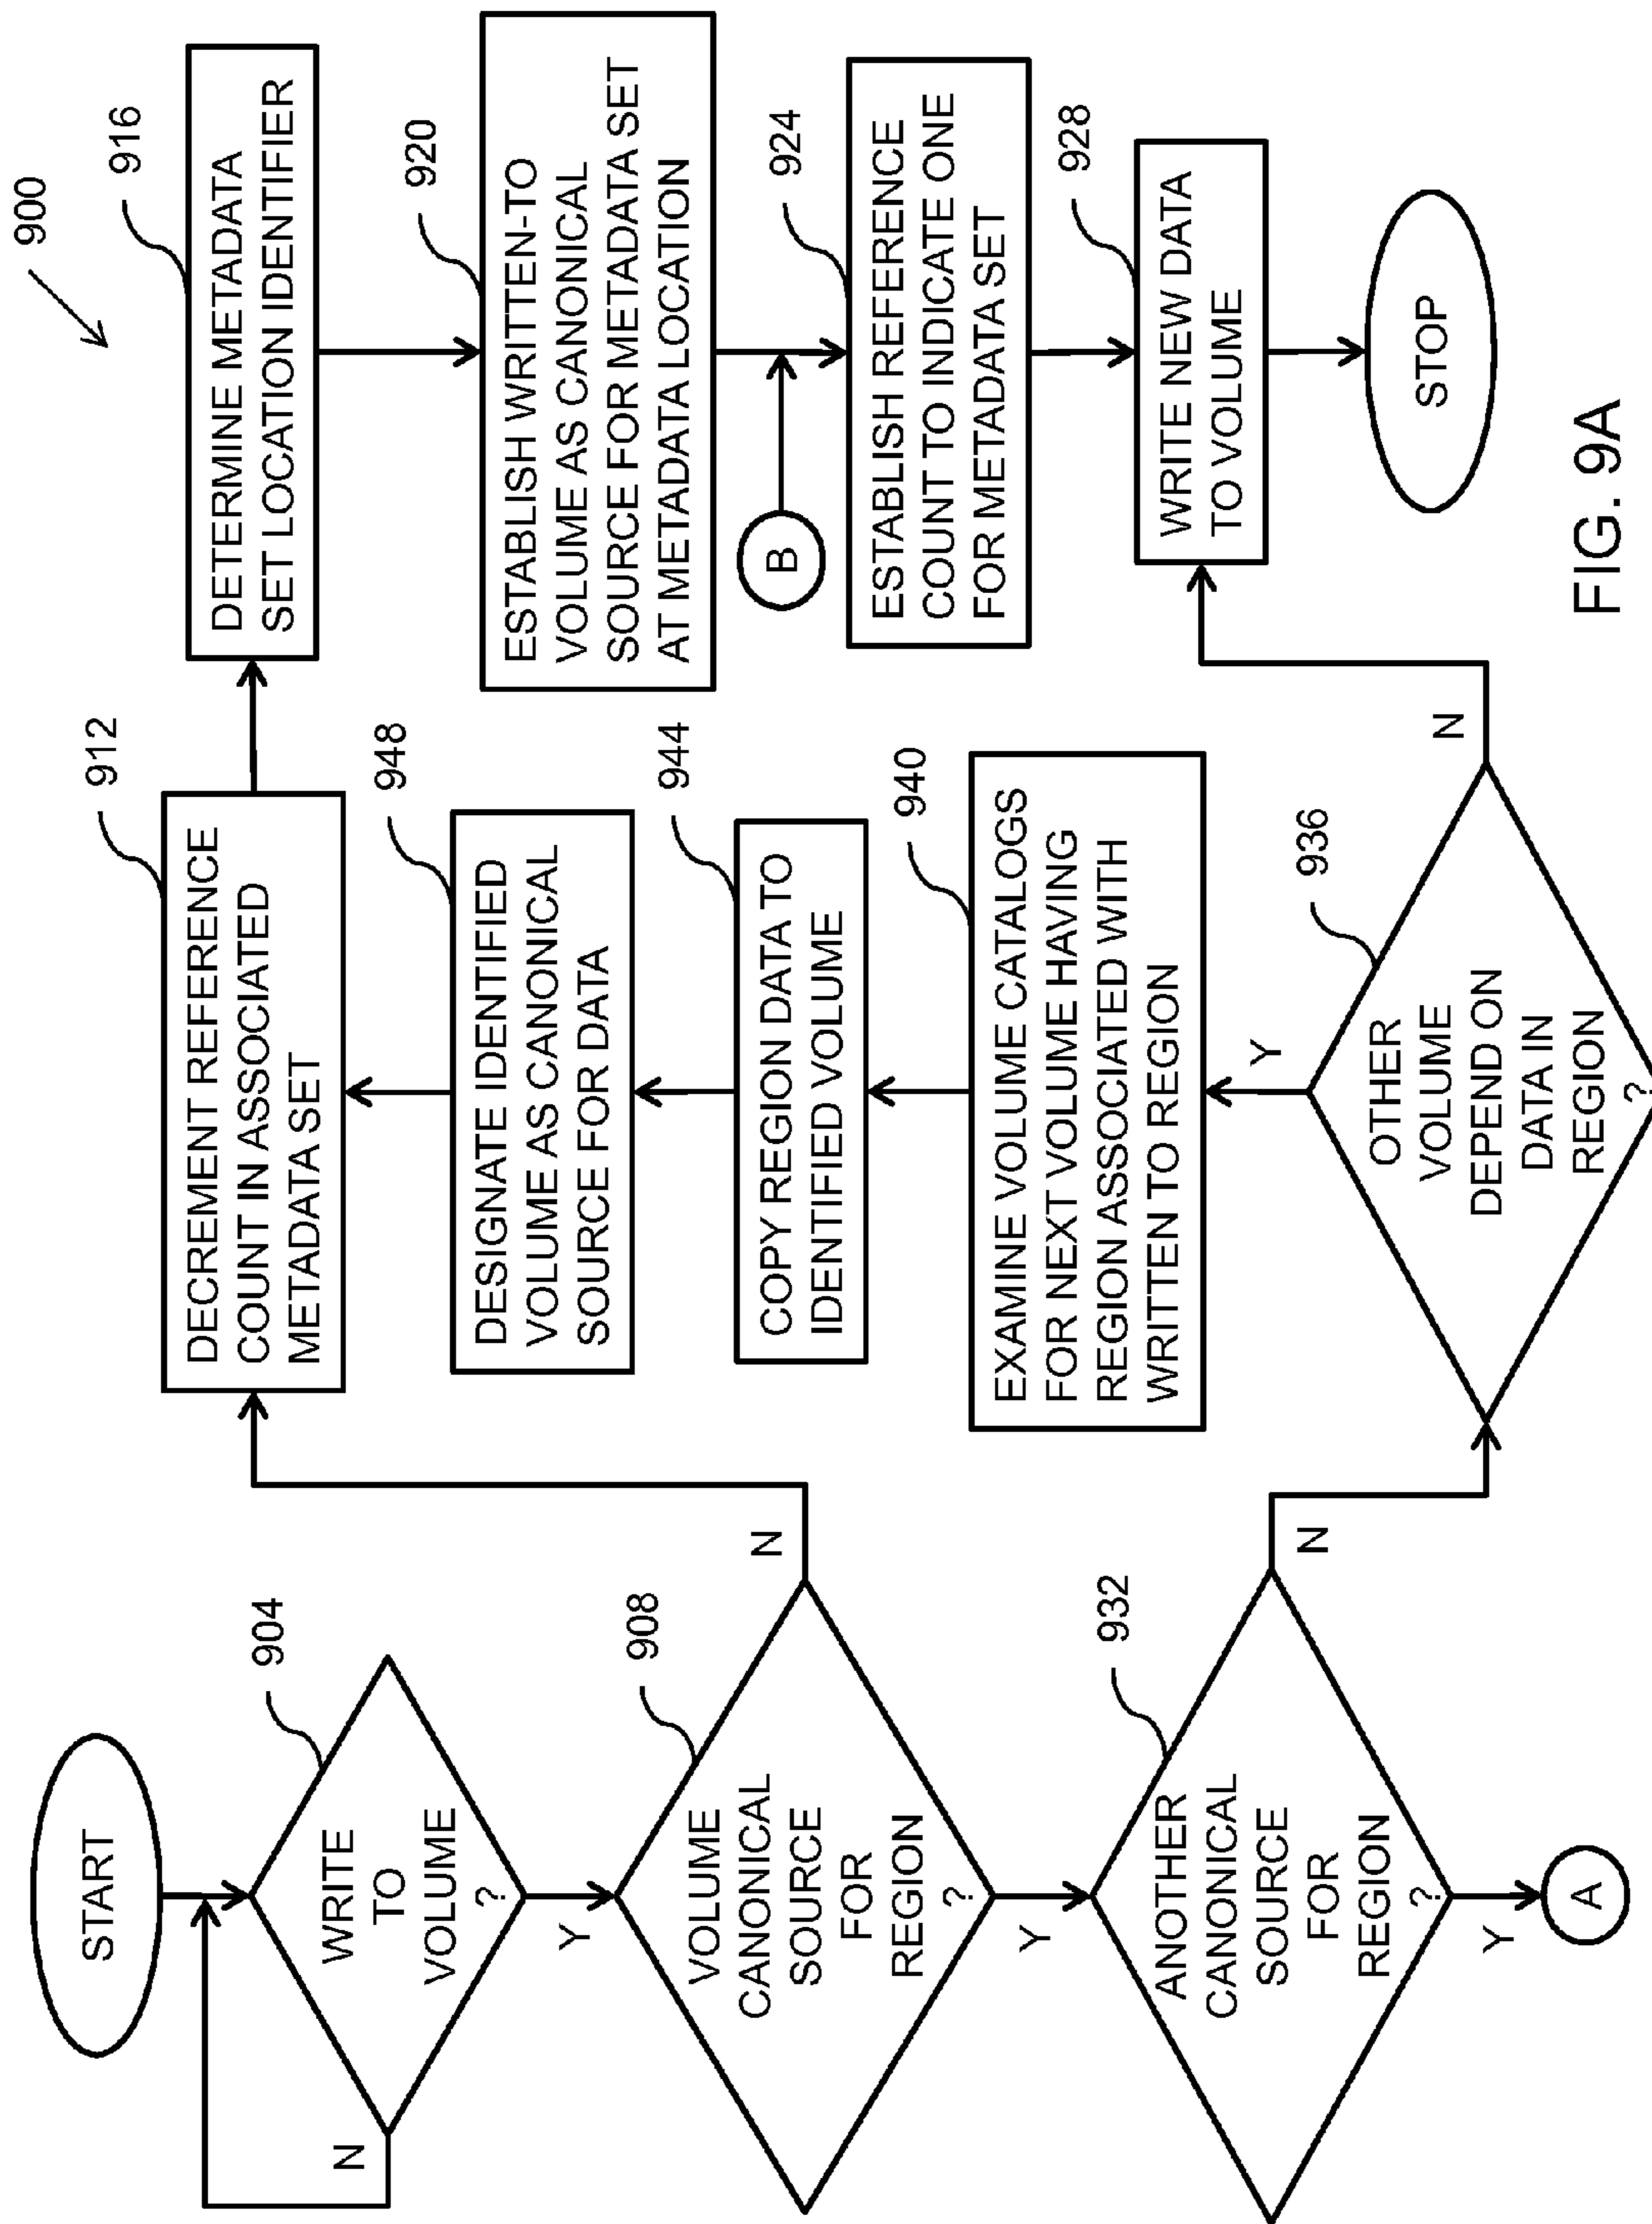 900
START
904
WRITE
TO
VOLUME
?
N
Y
908
VOLUME
CANONICAL
SOURCE
FOR
REGION
?
N
Y
932
ANOTHER
CANONICAL
SOURCE
FOR
REGION
?
N
Y
A
912
DECREMENT REFERENCE
COUNT IN ASSOCIATED
METADATA SET
948
DESIGNATE IDENTIFIED
VOLUME AS CANONICAL
SOURCE FOR DATA
944
COPY REGION DATA TO
IDENTIFIED VOLUME
940
EXAMINE VOLUME CATALOGS
FOR NEXT VOLUME HAVING
REGION ASSOCIATED WITH
WRITTEN TO REGION
Y
936
OTHER
VOLUME
DEPEND ON
DATA IN
REGION
?
N
916
DETERMINE METADATA
SET LOCATION IDENTIFIER
920
ESTABLISH WRITTEN-TO
VOLUME AS CANONICAL
SOURCE FOR METADATA SET
AT METADATA LOCATION
B
924
ESTABLISH REFERENCE
COUNT TO INDICATE ONE
FOR METADATA SET
928
WRITE NEW DATA
TO VOLUME
STOP
FIG. 9A